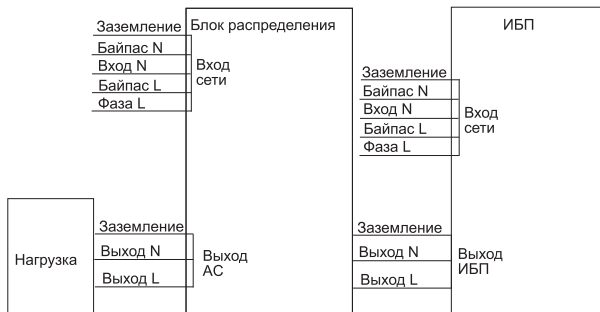 Блок распределения
ИБП
Заземление
Байпас N
Вход N
Байпас L
Фаза L
Вход
сети
Заземление
Байпас N
Вход N
Байпас L
Фаза L
Вход
сети
Нагрузка
Заземление
Выход N
Выход L
Выход
АС
Заземление
Выход N
Выход L
Выход
ИБП